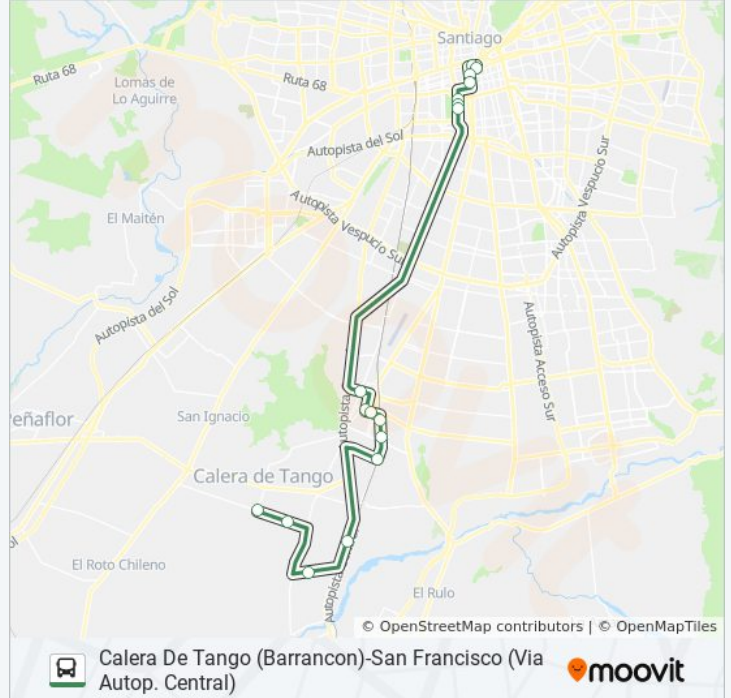 Santiago
Ruta 68
Lomas de
Lo Aguirre
Ruta 68
Autopista del Sol
El Maitén
Autopista Vespucio Sur
Autopista Vespucio Sur
Autopista del Sol
Autopista Acceso Sur
Peñaflor
San Ignacio
Autopista
Calera de Tango
El Roto Chileno
Autopista
El Rulo
© OpenStreetMap contributors | © OpenMapTiles
Calera De Tango (Barrancon)-San Francisco (Via
Autop. Central)
moovit